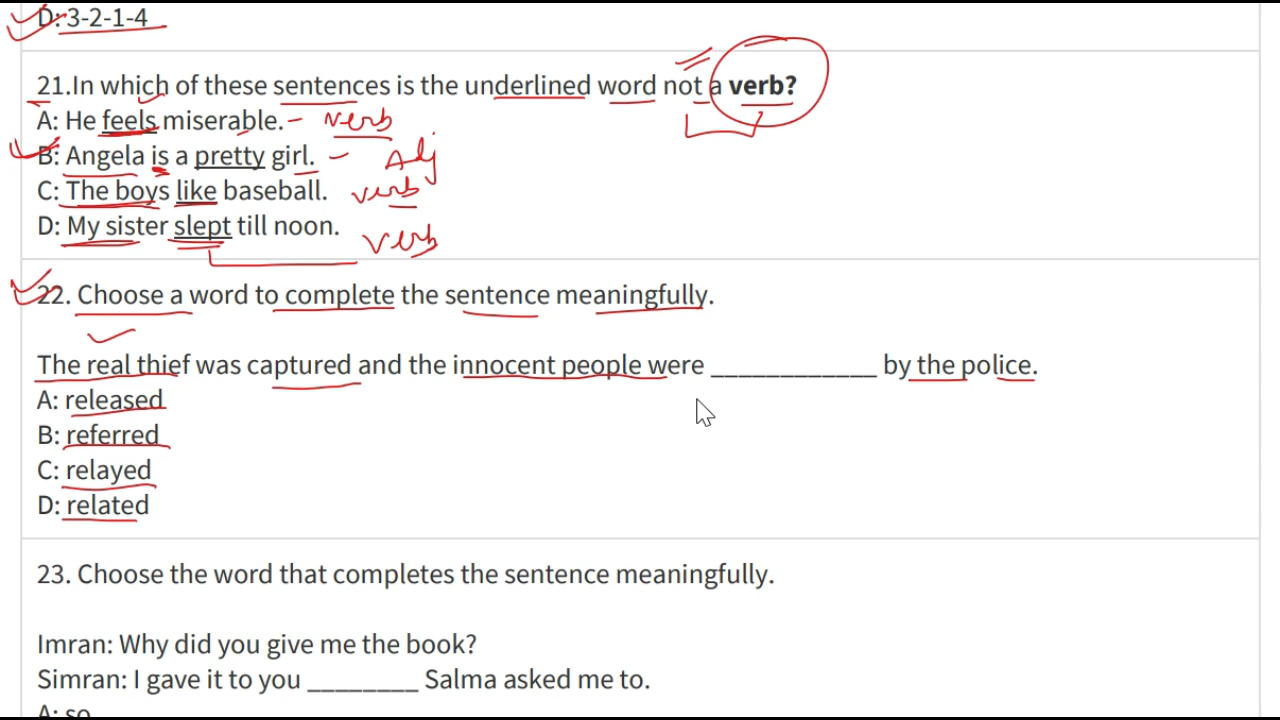 D: 3-2-1-4
21.In which of these sentences is the underlined word not a verb?
A: He feels miserable. - verb
B: Angela is a pretty girl. - Adj
C: The boys like baseball. verb
D: My sister slept till noon. verb
22. Choose a word to complete the sentence meaningfully.
The real thief was captured and the innocent people were ____________ by the police.
A: released
B: referred
C: relayed
D: related
23. Choose the word that completes the sentence meaningfully.
Imran: Why did you give me the book?
Simran: I gave it to you ________ Salma asked me to.
A: so